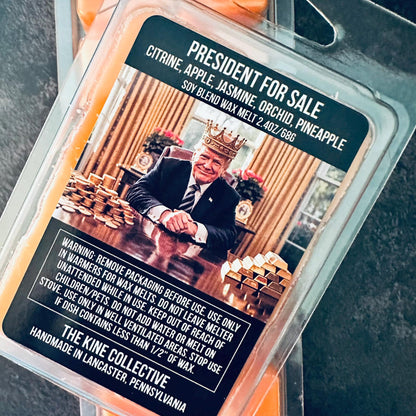 PRESIDENT FOR SALE
CITRINE, APPLE, JASMINE, ORCHID, PINEAPPLE
SOY BLEND WAX MELT 2.4OZ/68G
WARNING: REMOVE PACKAGING BEFORE USE. USE ONLY
IN WARMERS FOR WAX MELTS. DO NOT LEAVE MELTER
UNATTENDED WHILE IN USE. KEEP OUT OF REACH OF
CHILDREN/PETS. DO NOT ADD WATER OR MELT ON
STOVE. USE ONLY IN WELL VENTILATED AREAS. STOP USE
IF DISH CONTAINS LESS THAN 1/2" OF WAX.
THE KINE COLLECTIVE
HANDMADE IN LANCASTER, PENNSYLVANIA